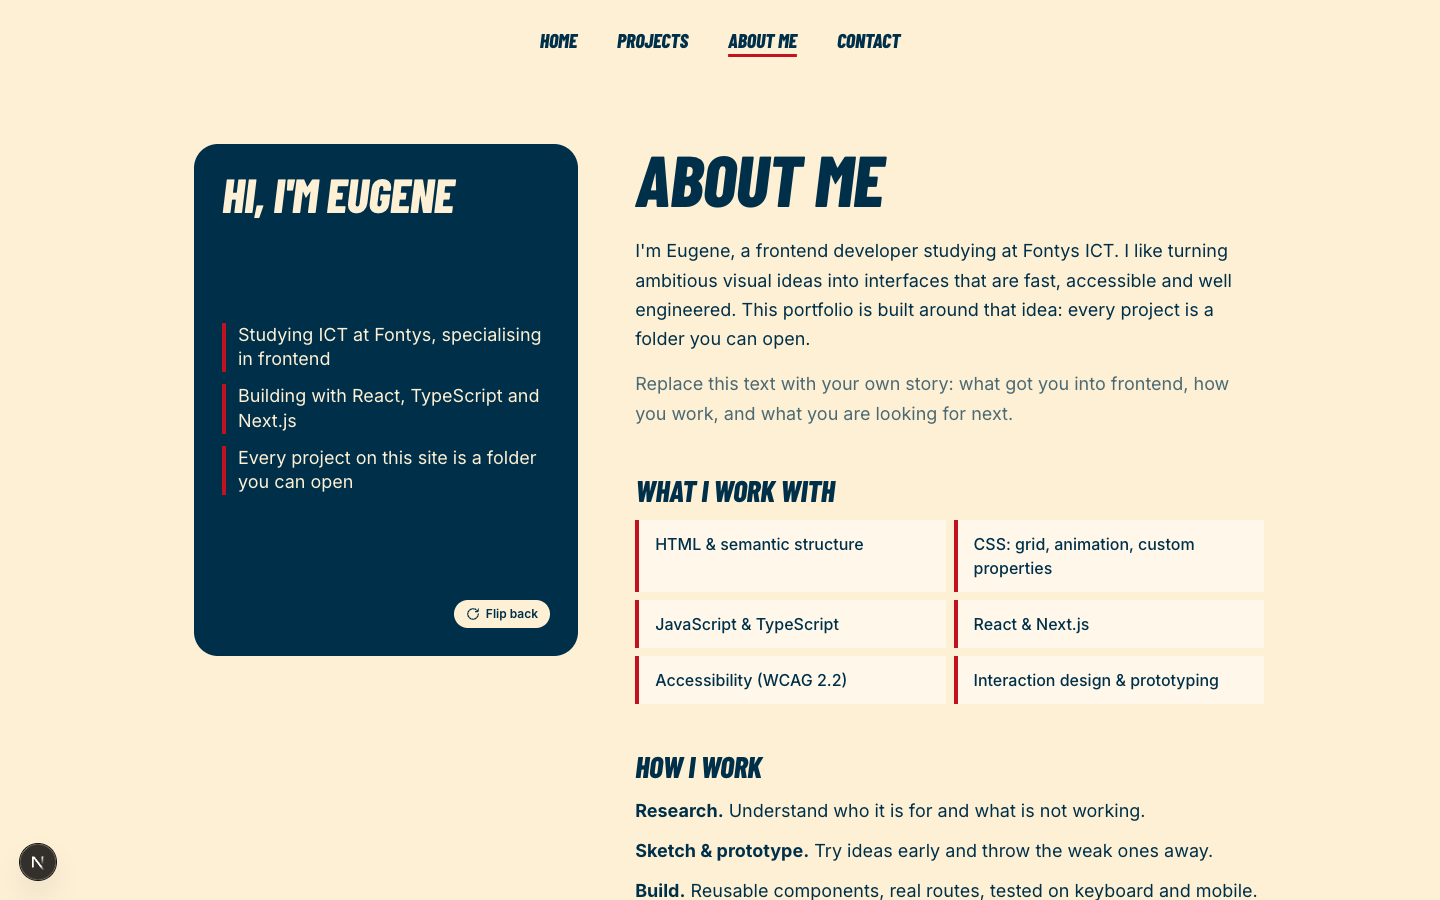 HOME
PROJECTS
ABOUT ME
CONTACT
HI, I'M EUGENE
Studying ICT at Fontys, specialising
in frontend
Building with React, TypeScript and
Next.js
Every project on this site is a folder
you can open
Flip back
ABOUT ME
I'm Eugene, a frontend developer studying at Fontys ICT. I like turning
ambitious visual ideas into interfaces that are fast, accessible and well
engineered. This portfolio is built around that idea: every project is a
folder you can open.
Replace this text with your own story: what got you into frontend, how
you work, and what you are looking for next.
WHAT I WORK WITH
HTML & semantic structure
CSS: grid, animation, custom
properties
JavaScript & TypeScript
React & Next.js
Accessibility (WCAG 2.2)
Interaction design & prototyping
HOW I WORK
Research. Understand who it is for and what is not working.
Sketch & prototype. Try ideas early and throw the weak ones away.
Build. Reusable components, real routes, tested on keyboard and mobile.
N